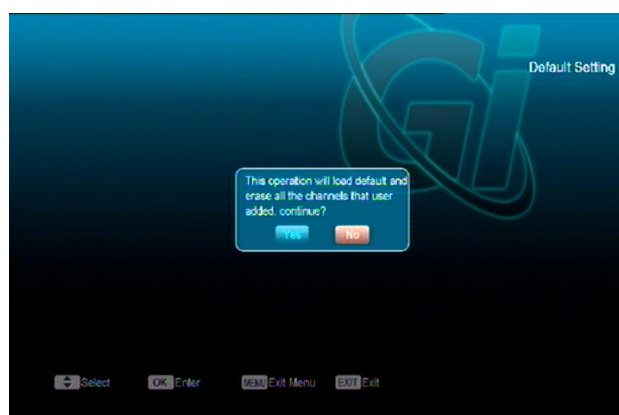 Default Setting
This operation will load default and
erase all the channels that user
added, continue?
Yes No
Select OK Enter MENU Exit Menu EXIT Exit
Gi